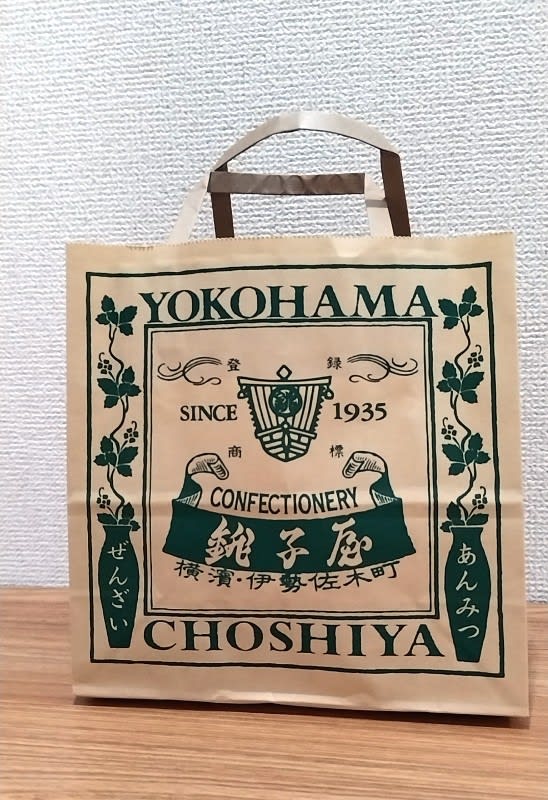 YOKOHAMA
登録
SINCE 1935
商標
CONFECTIONERY
銚子屋
横濱・伊勢佐木町
ぜんざい
あんみつ
CHOSHIYA